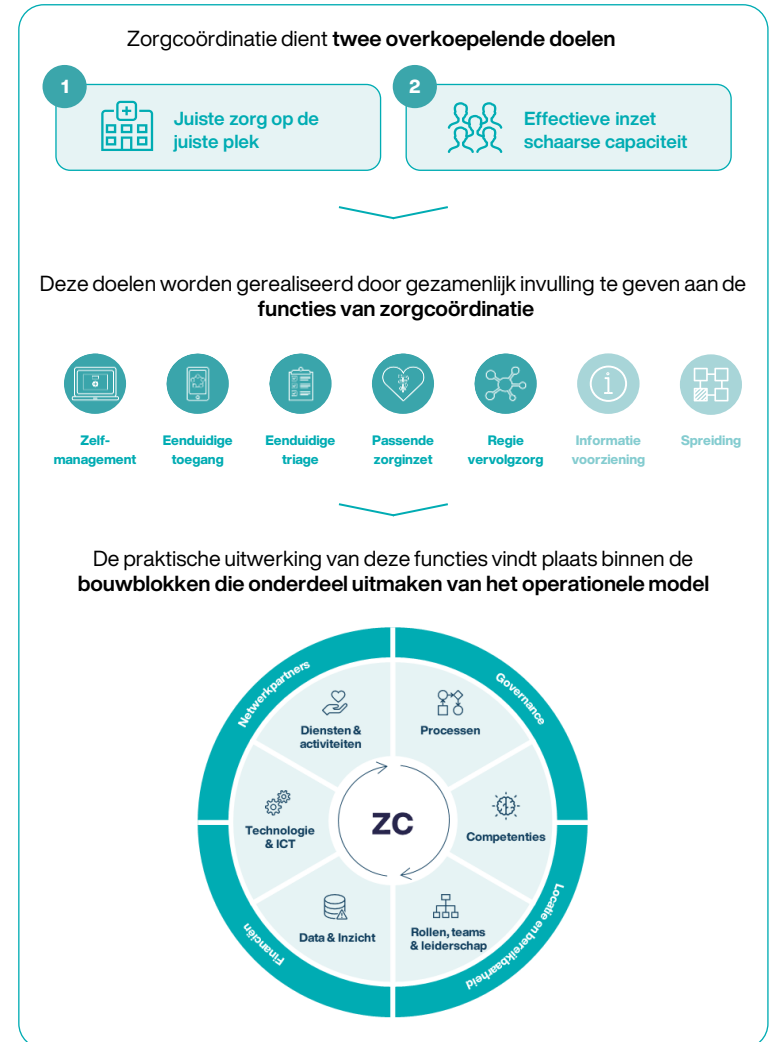 Zorgcoördinatie dient twee overkoepelende doelen
1
Juiste zorg op de
juiste plek
2
Effectieve inzet
schaarse capaciteit
Deze doelen worden gerealiseerd door gezamenlijk invulling te geven aan de
functies van zorgcoördinatie
Zelf-
management
Eenduidige
toegang
Eenduidige
triage
Passende
zorginzet
Regie
vervolgzorg
Informatie
voorziening
Spreiding
De praktische uitwerking van deze functies vindt plaats binnen de
bouwblokken die onderdeel uitmaken van het operationele model
Netwerkpartners
Governance
Diensten &
activiteiten
Processen
Technologie
& ICT
ZC
Competenties
Data & Inzicht
Rollen, teams
& leiderschap
Financiën
Locatie en bereikbaarheid